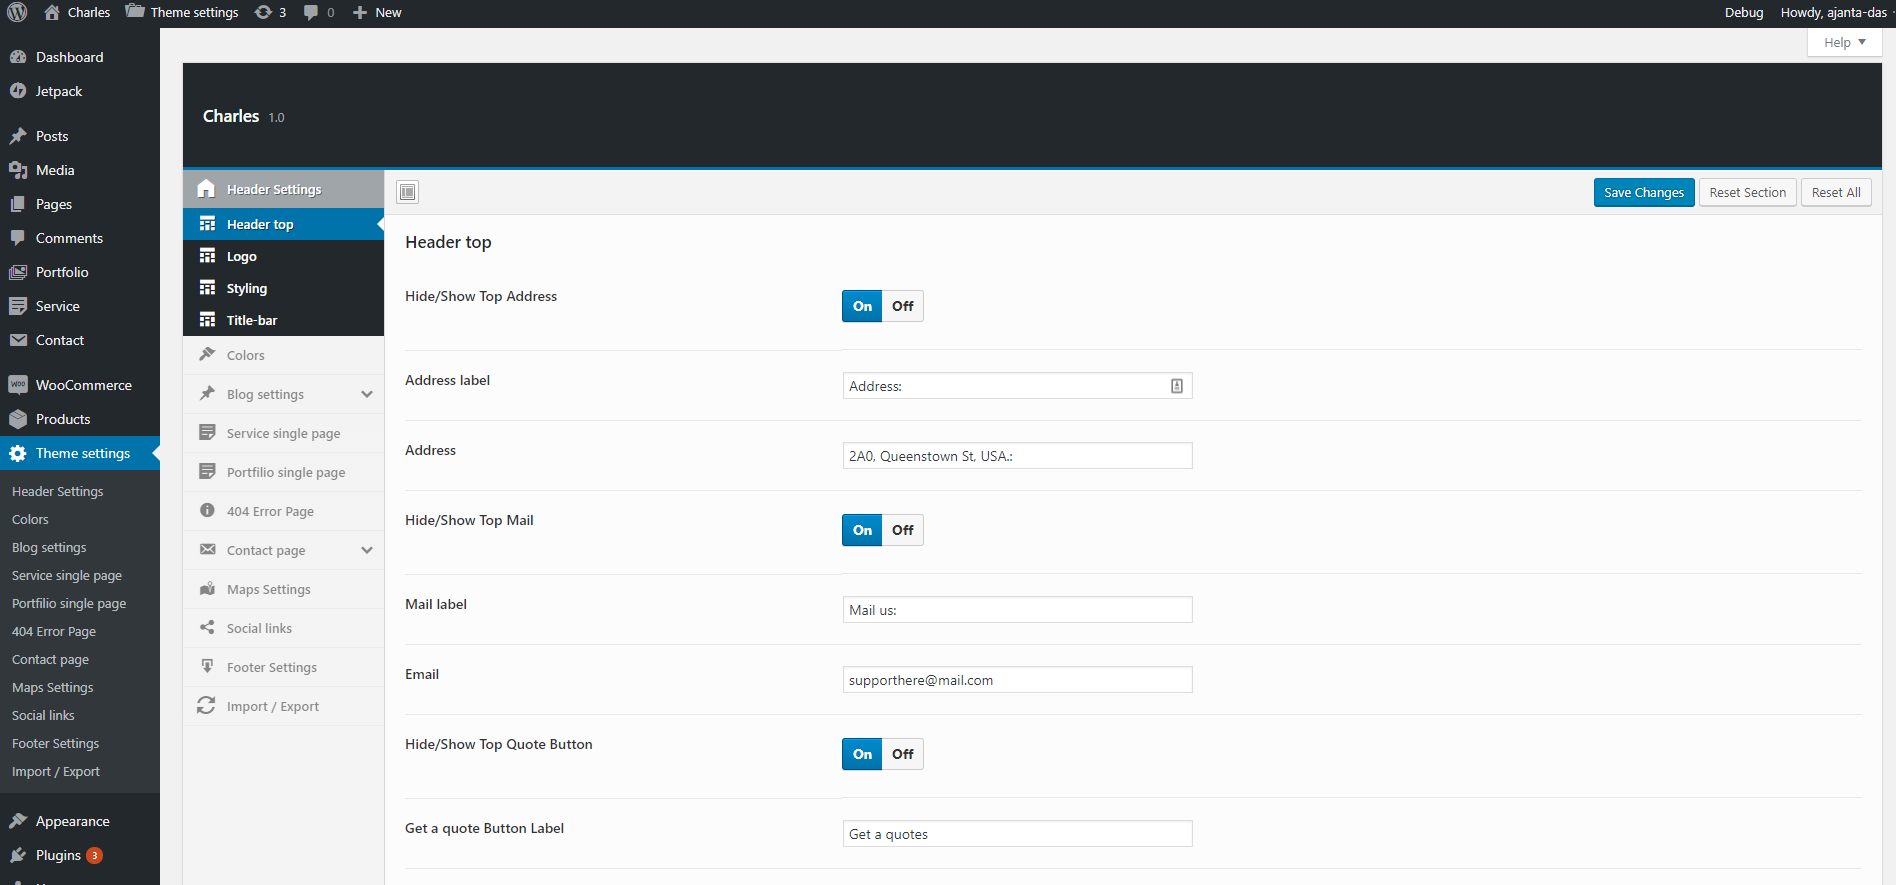 Charles Theme settings 3 0 New Debug Howdy, ajanta-das
Help
Dashboard
Jetpack
Posts
Media
Pages
Comments
Portfolio
Service
Contact
WOO WooCommerce
Products
Theme settings
Header Settings
Colors
Blog settings
Service single page
Portfilio single page
404 Error Page
Contact page
Maps Settings
Social links
Footer Settings
Import / Export
Appearance
Plugins 3
Charles 1.0
Header Settings
Header top
Logo
Styling
Title-bar
Colors
Blog settings
Service single page
Portfilio single page
404 Error Page
Contact page
Maps Settings
Social links
Footer Settings
Import / Export
Save Changes Reset Section Reset All
Header top
Hide/Show Top Address On Off
Address label Address:
Address 2A0, Queenstown St, USA.:
Hide/Show Top Mail On Off
Mail label Mail us:
Email supporthere@mail.com
Hide/Show Top Quote Button On Off
Get a quote Button Label Get a quotes